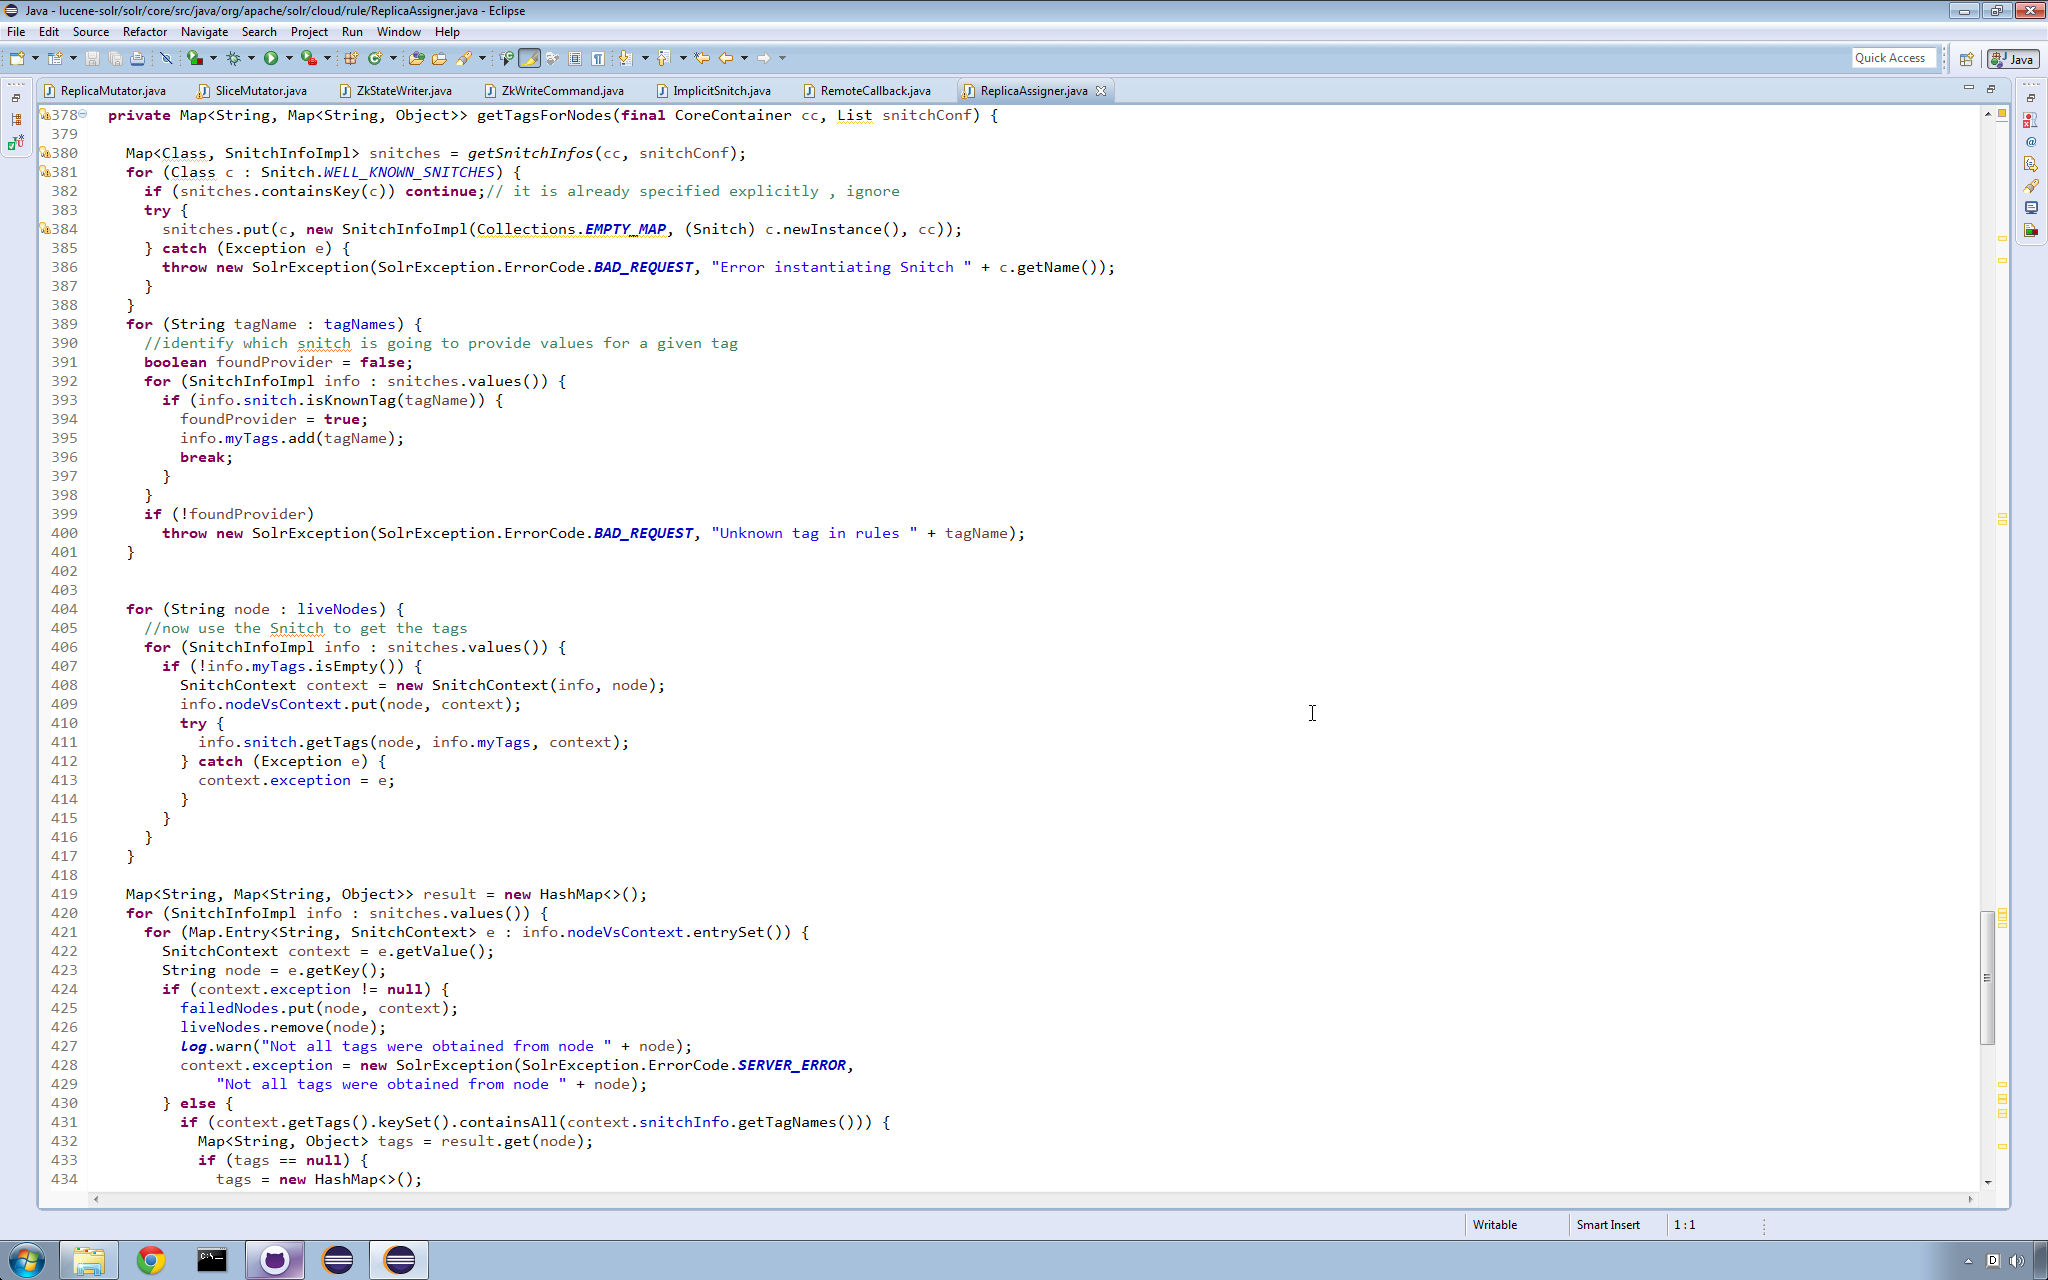 Java - lucene-solr/solr/core/src/java/org/apache/solr/cloud/rule/ReplicaAssigner.java - Eclipse
File Edit Source Refactor Navigate Search Project Run Window Help
Quick Access
Java
ReplicaMutator.java SliceMutator.java ZkStateWriter.java ZkWriteCommand.java ImplicitSnitch.java RemoteCallback.java ReplicaAssigner.java
378 private Map<String, Map<String, Object>> getTagsForNodes(final CoreContainer cc, List snitchConf) {
379
380 Map<Class, SnitchInfoImpl> snitches = getSnitchInfos(cc, snitchConf);
381 for (Class c : Snitch.WELL_KNOWN_SNITCHES) {
382 if (snitches.containsKey(c)) continue;// it is already specified explicitly , ignore
383 try {
384 snitches.put(c, new SnitchInfoImpl(Collections.EMPTY_MAP, (Snitch) c.newInstance(), cc));
385 } catch (Exception e) {
386 throw new SolrException(SolrException.ErrorCode.BAD_REQUEST, "Error instantiating Snitch " + c.getName());
387 }
388 }
389 for (String tagName : tagNames) {
390 //identify which snitch is going to provide values for a given tag
391 boolean foundProvider = false;
392 for (SnitchInfoImpl info : snitches.values()) {
393 if (info.snitch.isKnownTag(tagName)) {
394 foundProvider = true;
395 info.myTags.add(tagName);
396 break;
397 }
398 }
399 if (!foundProvider)
400 throw new SolrException(SolrException.ErrorCode.BAD_REQUEST, "Unknown tag in rules " + tagName);
401 }
402
403
404 for (String node : liveNodes) {
405 //now use the Snitch to get the tags
406 for (SnitchInfoImpl info : snitches.values()) {
407 if (!info.myTags.isEmpty()) {
408 SnitchContext context = new SnitchContext(info, node);
409 info.nodeVsContext.put(node, context);
410 try {
411 info.snitch.getTags(node, info.myTags, context);
412 } catch (Exception e) {
413 context.exception = e;
414 }
415 }
416 }
417 }
418
419 Map<String, Map<String, Object>> result = new HashMap<>();
420 for (SnitchInfoImpl info : snitches.values()) {
421 for (Map.Entry<String, SnitchContext> e : info.nodeVsContext.entrySet()) {
422 SnitchContext context = e.getValue();
423 String node = e.getKey();
424 if (context.exception != null) {
425 failedNodes.put(node, context);
426 liveNodes.remove(node);
427 log.warn("Not all tags were obtained from node " + node);
428 context.exception = new SolrException(SolrException.ErrorCode.SERVER_ERROR,
429 "Not all tags were obtained from node " + node);
430 } else {
431 if (context.getTags().keySet().containsAll(context.snitchInfo.getTagNames())) {
432 Map<String, Object> tags = result.get(node);
433 if (tags == null) {
434 tags = new HashMap<>();
Writable Smart Insert 1 : 1
C:\_
D